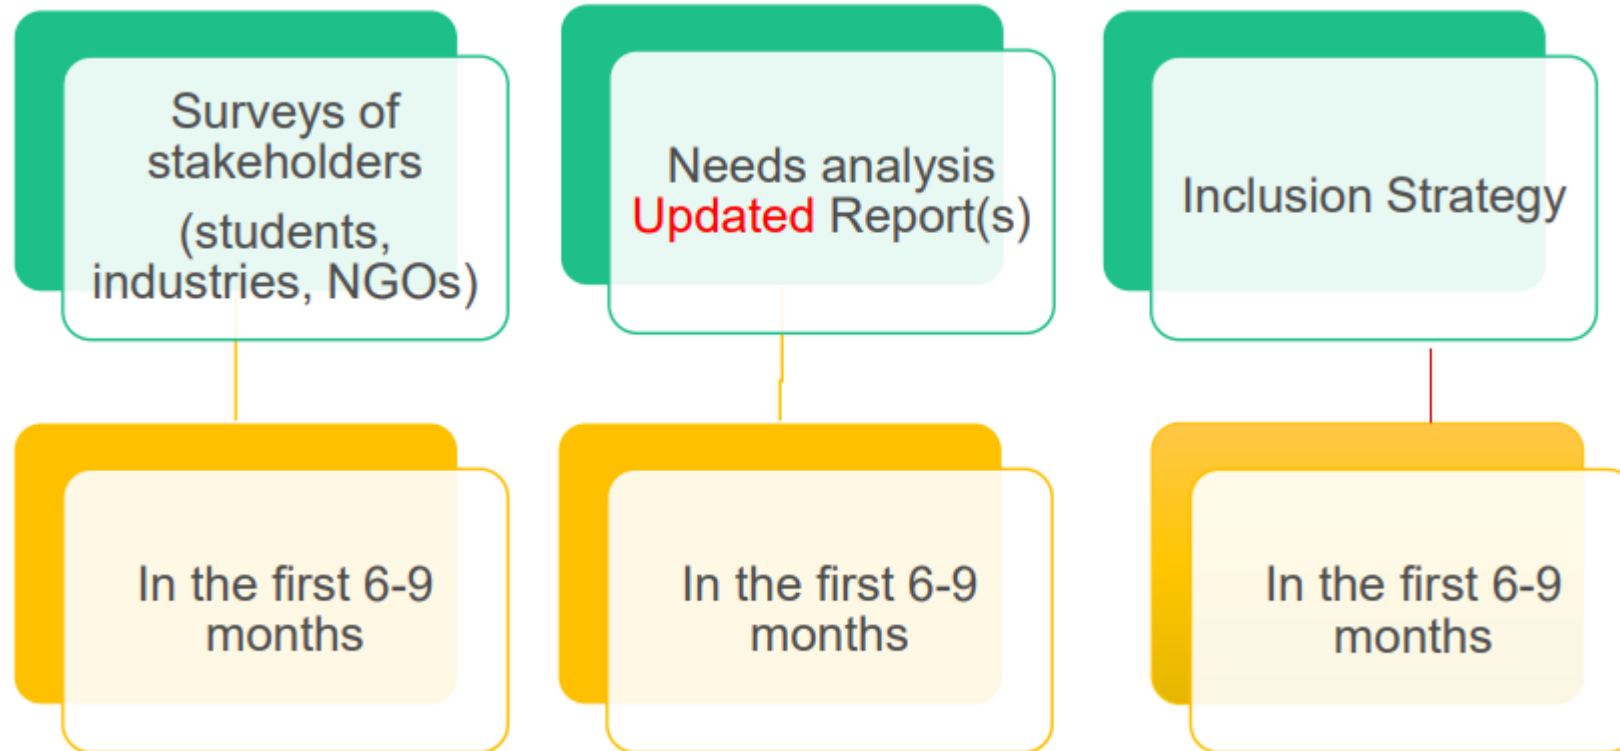 Surveys of
stakeholders
(students,
industries, NGOs)
Needs analysis
Updated Report(s)
Inclusion Strategy
In the first 6-9
months
In the first 6-9
months
In the first 6-9
months